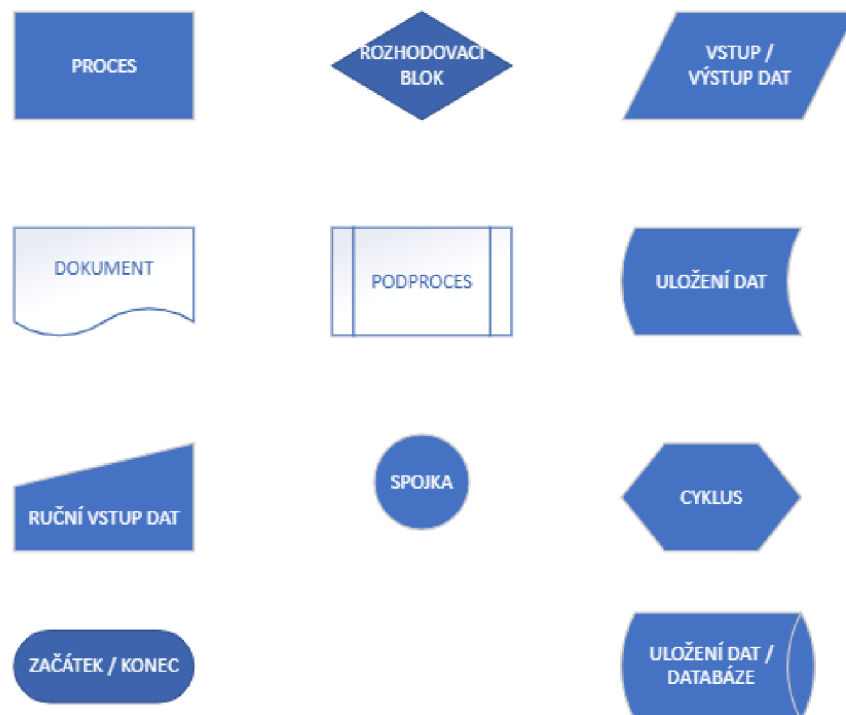 PROCES
ROZHODOVACÍ
BLOK
VSTUP /
VÝSTUP DAT
DOKUMENT
PODPROCES
ULOŽENÍ DAT
RUČNÍ VSTUP DAT
SPOJKA
CYKLUS
ZAČÁTEK / KONEC
ULOŽENÍ DAT /
DATABÁZE